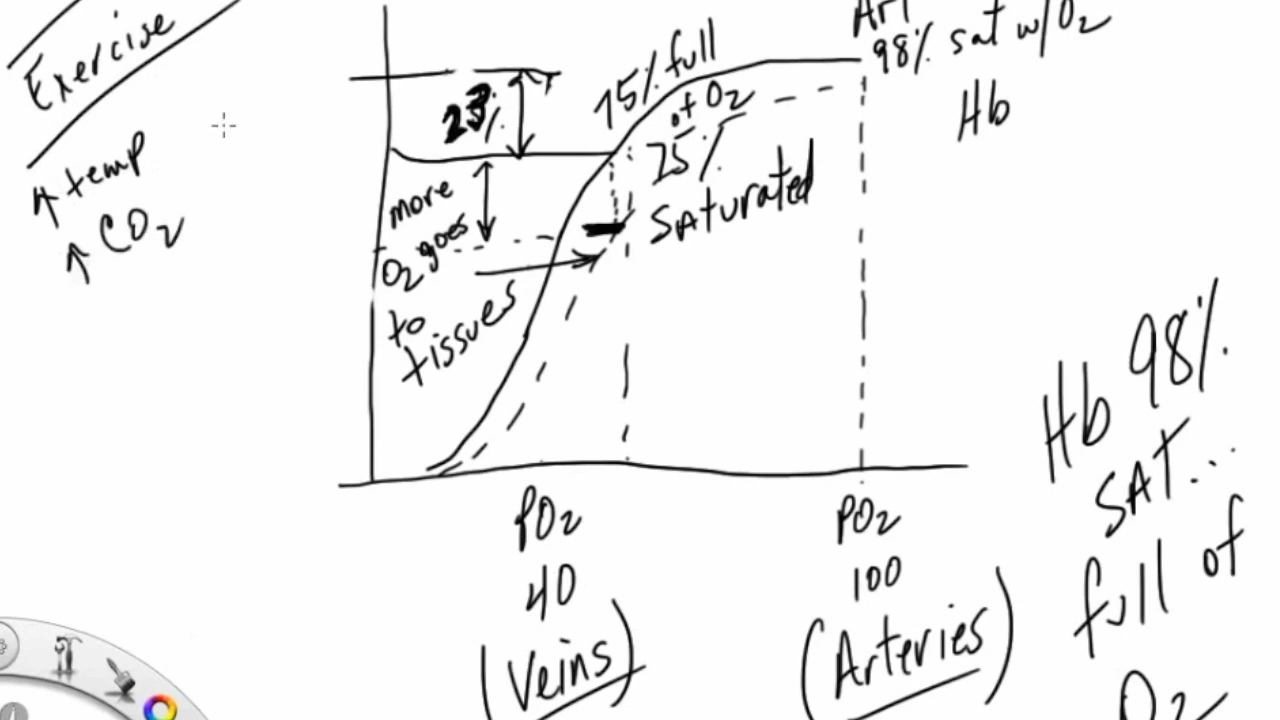 Exercise
↑ temp
↑ CO2
23%
more
O2 goes
to
tissues
75% full
of O2
75%
saturated
Art
98% sat w/O2
Hb
PO2
40
(Veins)
PO2
100
(Arteries)
Hb 98%
SAT...
full of
O2